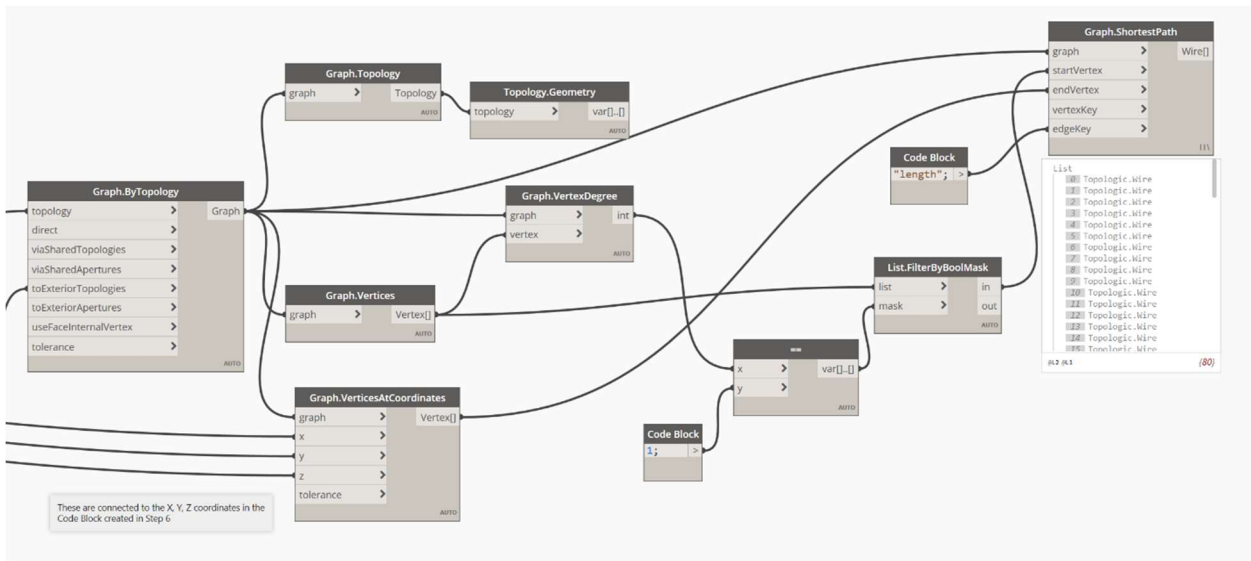 Graph.ByTopology
topology > Graph
direct >
viaSharedTopologies >
viaSharedApertures >
toExteriorTopologies >
toExteriorApertures >
useFaceInternalVertex >
tolerance >
AUTO
Graph.Topology
graph > Topology
AUTO
Topology.Geometry
topology > var[]..[]
AUTO
Graph.Vertices
graph > Vertex[]
AUTO
Graph.VerticesAtCoordinates
graph > Vertex[]
x >
y >
z >
tolerance >
AUTO
These are connected to the X, Y, Z coordinates in the
Code Block created in Step 6
Graph.VertexDegree
graph > int
vertex >
AUTO
Code Block
1; >
==
x > var[]..[]
y >
AUTO
List.FilterByBoolMask
list > in
mask > out
AUTO
Code Block
"length"; >
Graph.ShortestPath
graph > Wire[]
startVertex >
endVertex >
vertexKey >
edgeKey >
List
0 Topologic.Wire
1 Topologic.Wire
2 Topologic.Wire
3 Topologic.Wire
4 Topologic.Wire
5 Topologic.Wire
6 Topologic.Wire
7 Topologic.Wire
8 Topologic.Wire
9 Topologic.Wire
10 Topologic.Wire
11 Topologic.Wire
12 Topologic.Wire
13 Topologic.Wire
14 Topologic.Wire
15 Topologic.Wire
@L2 @L1 {80}